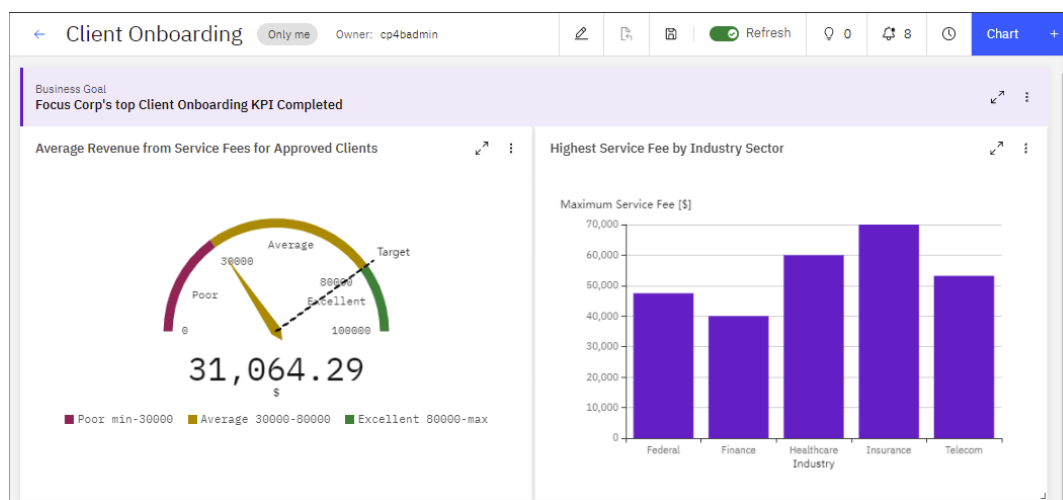 Client Onboarding Only me Owner: cp4badmin Refresh 0 8 Chart +
Business Goal
Focus Corp's top Client Onboarding KPI Completed
Average Revenue from Service Fees for Approved Clients
Average
Target
30000
80000
Poor
Excellent
0
100000
31,064.29
$
Poor min-30000 Average 30000-80000 Excellent 80000-max
Highest Service Fee by Industry Sector
Maximum Service Fee [$]
70,000
60,000
50,000
40,000
30,000
20,000
10,000
0
Federal Finance Healthcare Insurance Telecom
Industry